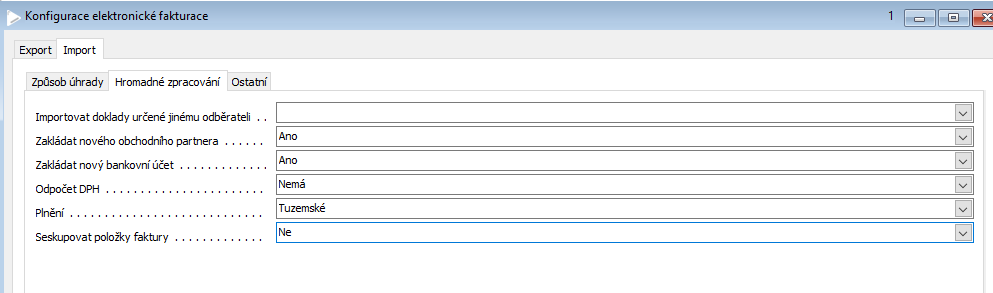 Konfigurace elektronické fakturace 1
Export Import
Způsob úhrady Hromadné zpracování Ostatní
Importovat doklady určené jinému odběrateli . .
Zakládat nového obchodního partnera . . . . . . Ano
Zakládat nový bankovní účet . . . . . . . . . . . . . Ano
Odpočet DPH . . . . . . . . . . . . . . . . . . . . . . . Nemá
Plnění . . . . . . . . . . . . . . . . . . . . . . . . . . . . Tuzemské
Seskupovat položky faktury . . . . . . . . . . . . . Ne